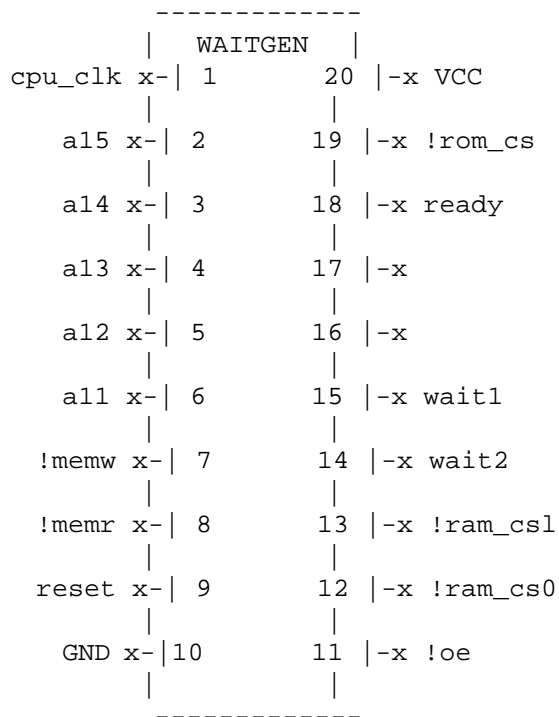 -------------
| WAITGEN |
cpu_clk x-| 1 20 |-x VCC
| |
a15 x-| 2 19 |-x !rom_cs
| |
a14 x-| 3 18 |-x ready
| |
a13 x-| 4 17 |-x
| |
a12 x-| 5 16 |-x
| |
a11 x-| 6 15 |-x wait1
| |
!memw x-| 7 14 |-x wait2
| |
!memr x-| 8 13 |-x !ram_csl
| |
reset x-| 9 12 |-x !ram_cs0
| |
GND x-|10 11 |-x !oe
| |
-------------